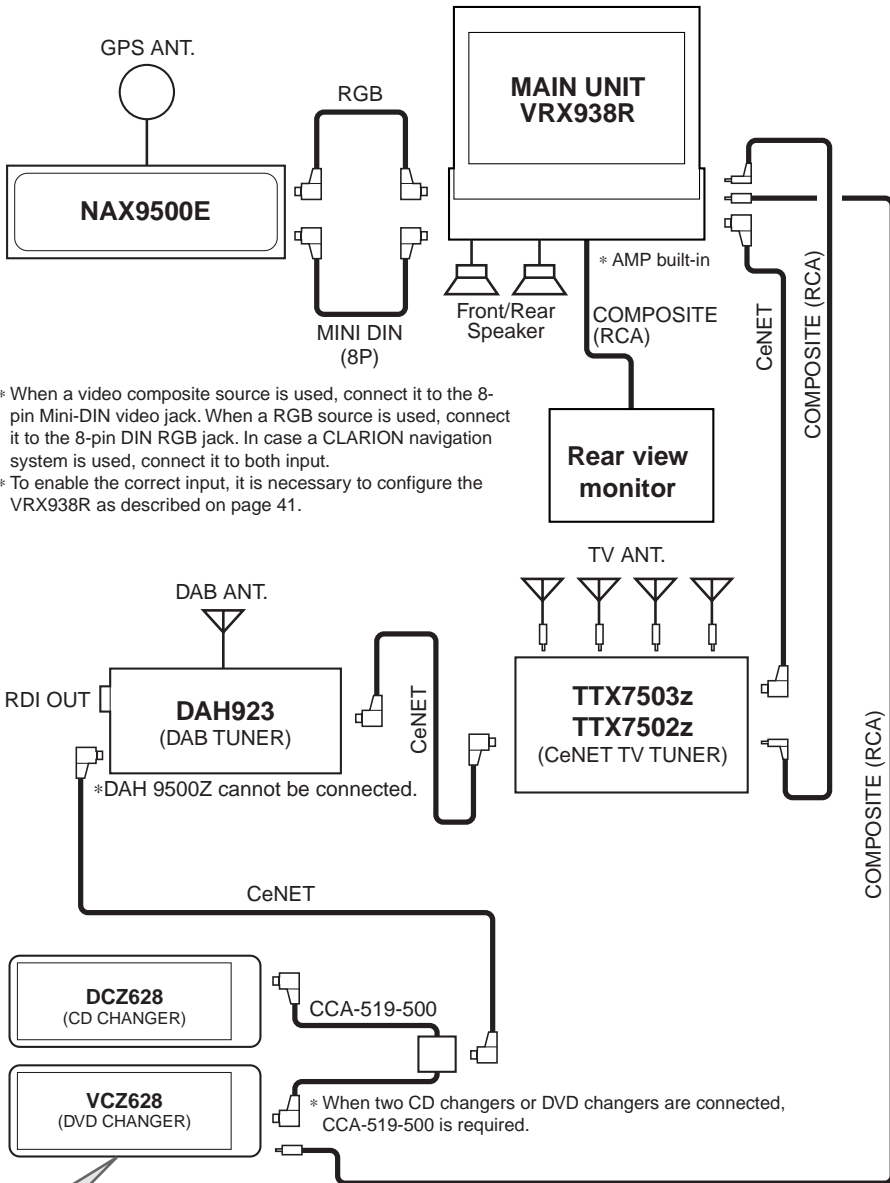 GPS ANT.
RGB
MAIN UNIT
VRX938R
NAX9500E
* AMP built-in
Front/Rear
Speaker
COMPOSITE
(RCA)
MINI DIN
(8P)
CeNET
COMPOSITE (RCA)
* When a video composite source is used, connect it to the 8-
pin Mini-DIN video jack. When a RGB source is used, connect
it to the 8-pin DIN RGB jack. In case a CLARION navigation
system is used, connect it to both input.
* To enable the correct input, it is necessary to configure the
VRX938R as described on page 41.
Rear view
monitor
TV ANT.
DAB ANT.
RDI OUT
DAH923
(DAB TUNER)
CeNET
TTX7503z
TTX7502z
(CeNET TV TUNER)
*DAH 9500Z cannot be connected.
COMPOSITE (RCA)
CeNET
DCZ628
(CD CHANGER)
CCA-519-500
VCZ628
(DVD CHANGER)
* When two CD changers or DVD changers are connected,
CCA-519-500 is required.